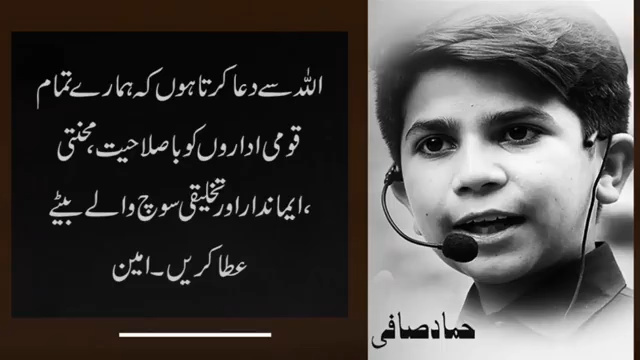 اللہ سے دعا کرتا ہوں کہ ہمارے تمام
قومی اداروں کو باصلاحیت، محنتی
،ایماندار اور تخلیقی سوچ والے بیٹے
عطا کریں۔ امین
حماد صافی